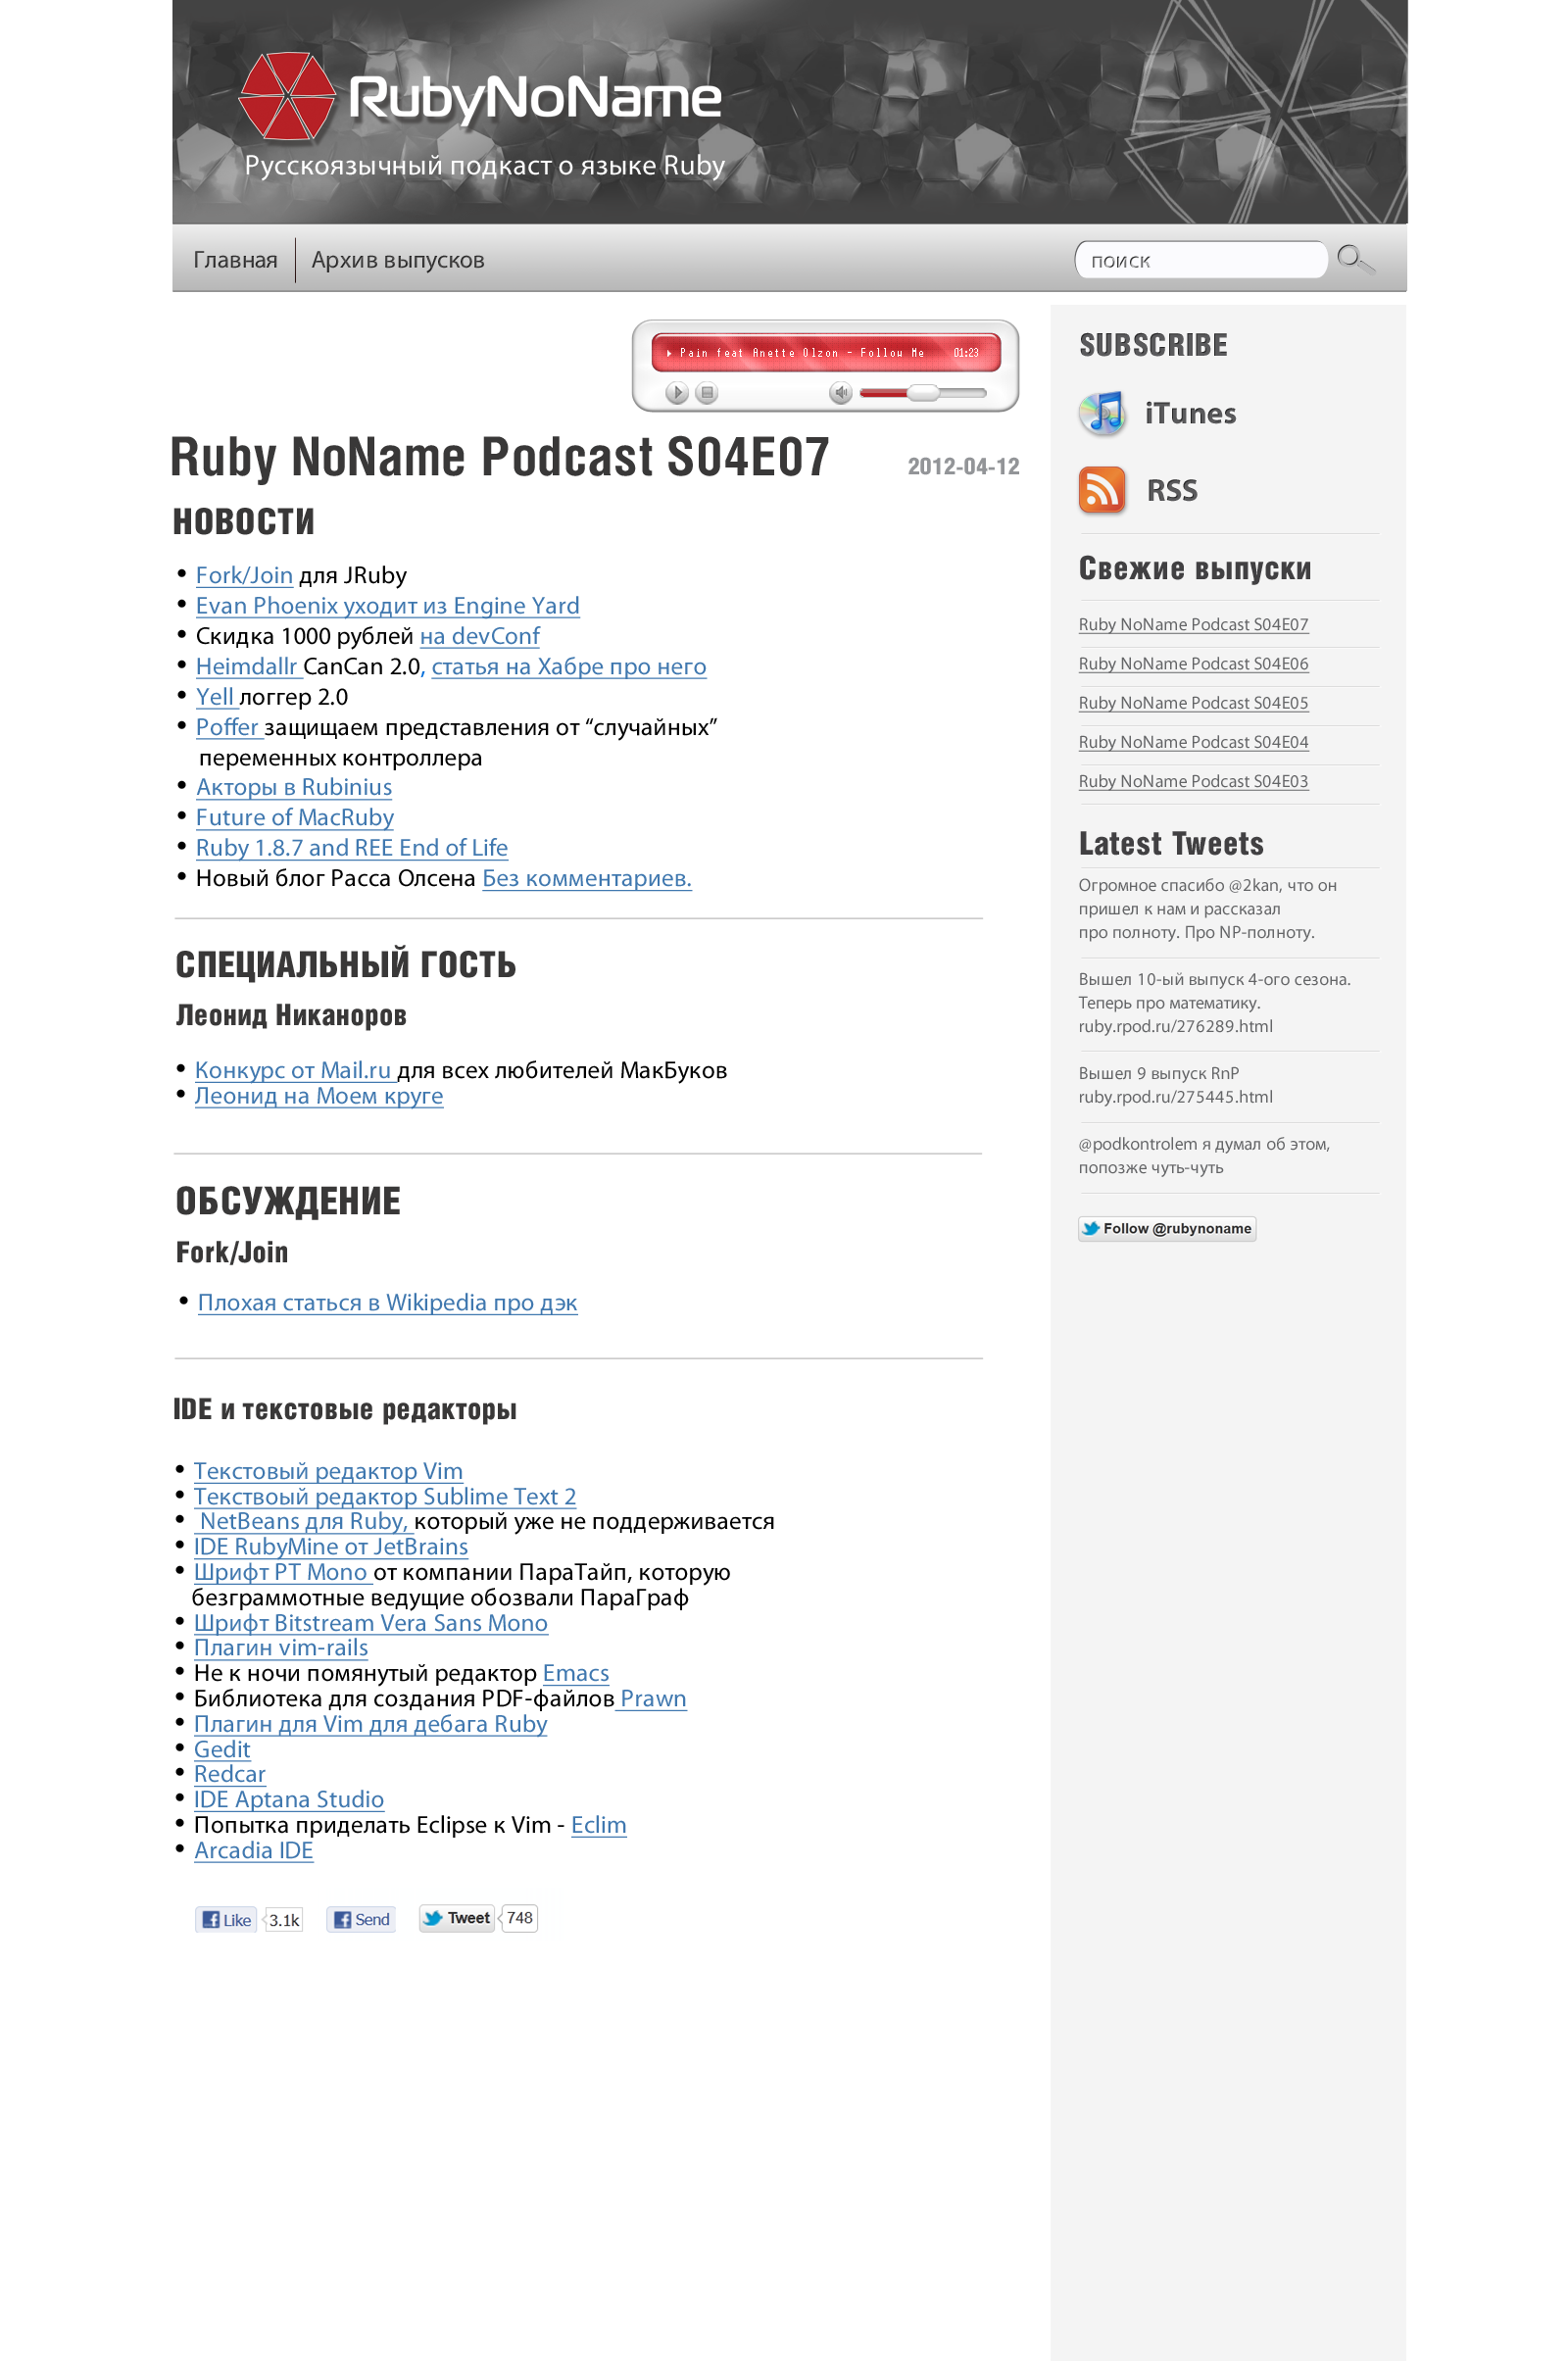 RubyNoName
Русскоязычный подкаст о языке Ruby
Главная
Архив выпусков
поиск
Pain feat Anette Olzon - Follow Me 01:23
Ruby NoName Podcast S04E07
2012-04-12
НОВОСТИ
• Fork/Join для JRuby
• Evan Phoenix уходит из Engine Yard
• Скидка 1000 рублей на devConf
• Heimdallr CanCan 2.0, статья на Хабре про него
• Yell логгер 2.0
• Poffer защищаем представления от “случайных”
переменных контроллера
• Акторы в Rubinius
• Future of MacRuby
• Ruby 1.8.7 and REE End of Life
• Новый блог Расса Олсена Без комментариев.
СПЕЦИАЛЬНЫЙ ГОСТЬ
Леонид Никаноров
• Конкурс от Mail.ru для всех любителей МакБуков
• Леонид на Моем круге
ОБСУЖДЕНИЕ
Fork/Join
• Плохая статься в Wikipedia про дэк
IDE и текстовые редакторы
• Текстовый редактор Vim
• Текствоый редактор Sublime Text 2
• NetBeans для Ruby, который уже не поддерживается
• IDE RubyMine от JetBrains
• Шрифт PT Mono от компании ПараТайп, которую
безграммотные ведущие обозвали ПараГраф
• Шрифт Bitstream Vera Sans Mono
• Плагин vim-rails
• Не к ночи помянутый редактор Emacs
• Библиотека для создания PDF-файлов Prawn
• Плагин для Vim для дебага Ruby
• Gedit
• Redcar
• IDE Aptana Studio
• Попытка приделать Eclipse к Vim - Eclim
• Arcadia IDE
Like 3.1k Send Tweet 748
SUBSCRIBE
iTunes
RSS
Свежие выпуски
Ruby NoName Podcast S04E07
Ruby NoName Podcast S04E06
Ruby NoName Podcast S04E05
Ruby NoName Podcast S04E04
Ruby NoName Podcast S04E03
Latest Tweets
Огромное спасибо @2kan, что он
пришел к нам и рассказал
про полноту. Про NP-полноту.
Вышел 10-ый выпуск 4-ого сезона.
Теперь про математику.
ruby.rpod.ru/276289.html
Вышел 9 выпуск RnP
ruby.rpod.ru/275445.html
@podkontrolem я думал об этом,
попозже чуть-чуть
Follow @rubynoname